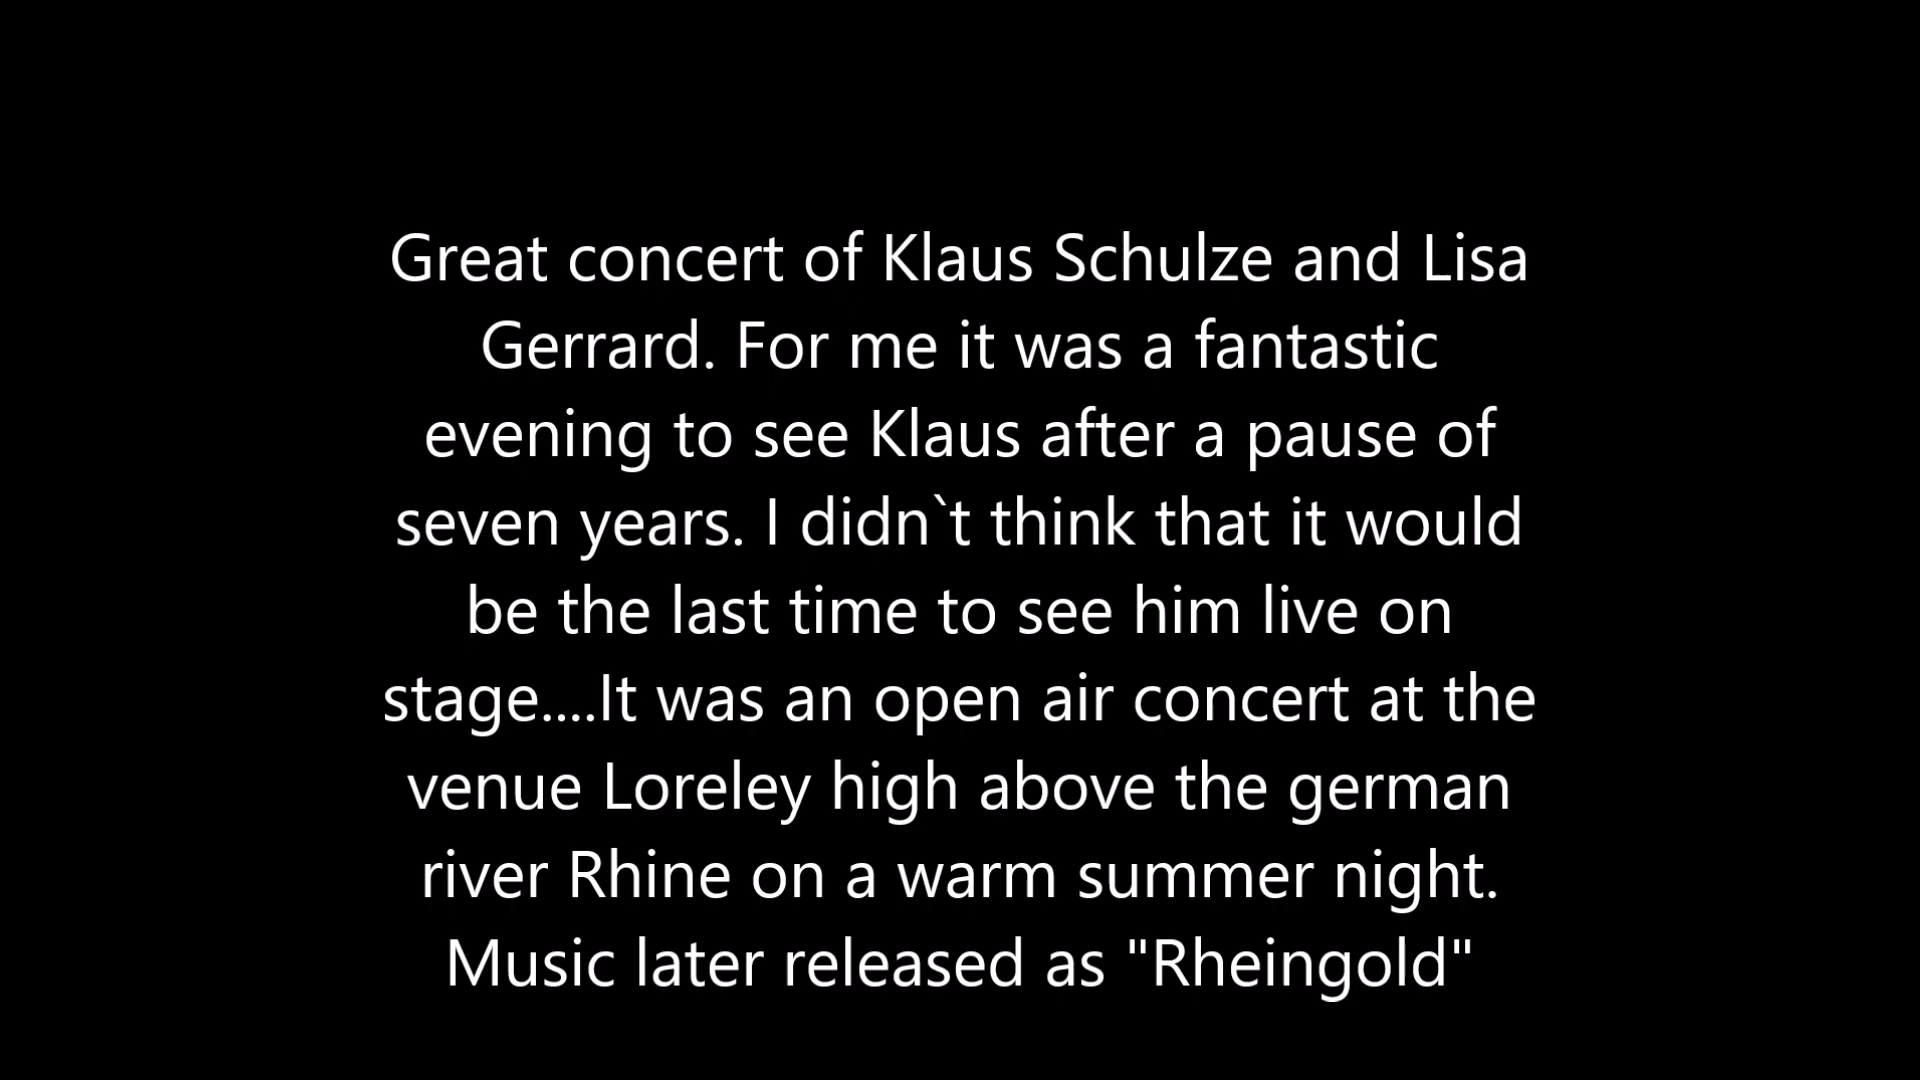 Great concert of Klaus Schulze and Lisa
Gerrard. For me it was a fantastic
evening to see Klaus after a pause of
seven years. I didn`t think that it would
be the last time to see him live on
stage....It was an open air concert at the
venue Loreley high above the german
river Rhine on a warm summer night.
Music later released as "Rheingold"